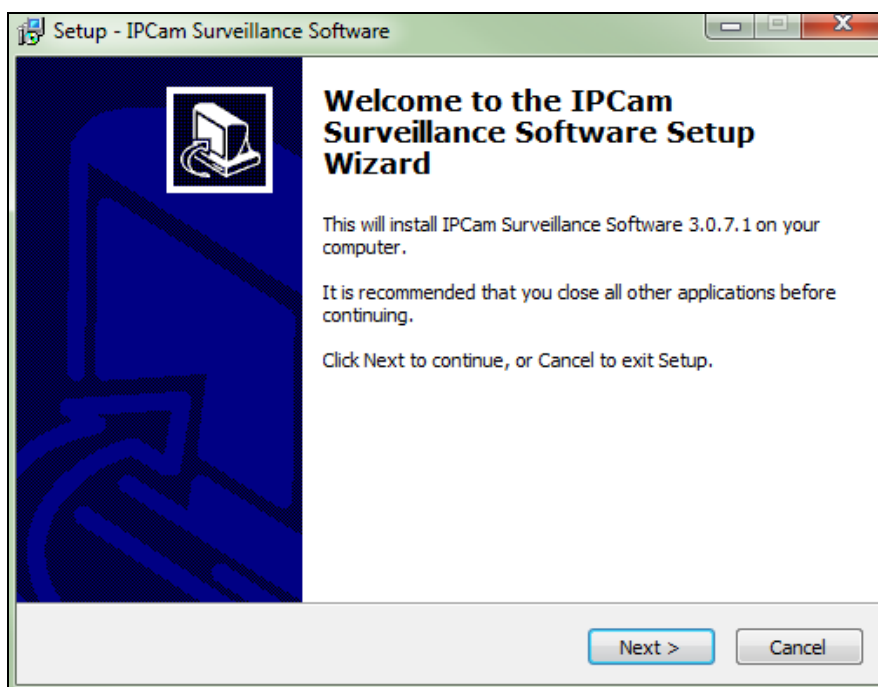 Setup - IPCam Surveillance Software
Welcome to the IPCam
Surveillance Software Setup
Wizard
This will install IPCam Surveillance Software 3.0.7.1 on your
computer.
It is recommended that you close all other applications before
continuing.
Click Next to continue, or Cancel to exit Setup.
Next >
Cancel